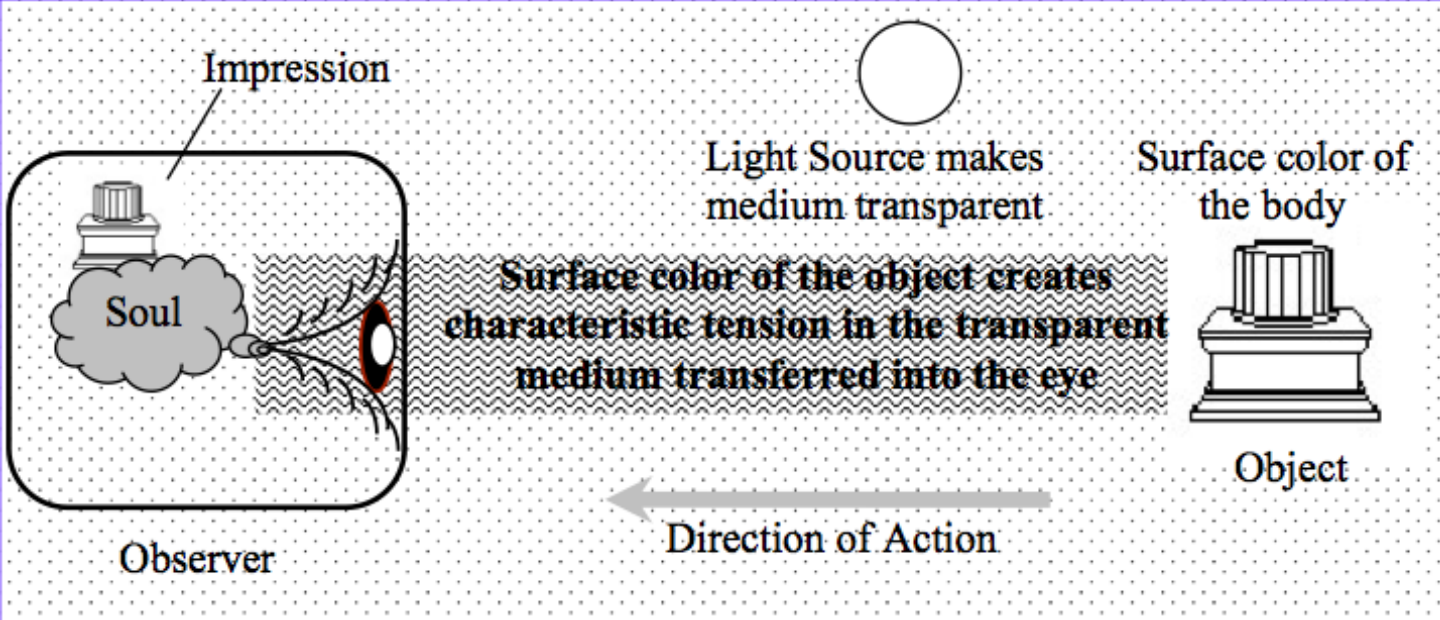 Impression
Light Source makes
medium transparent
Surface color of
the body
Soul
Surface color of the object creates
characteristic tension in the transparent
medium transferred into the eye
Object
Direction of Action
Observer